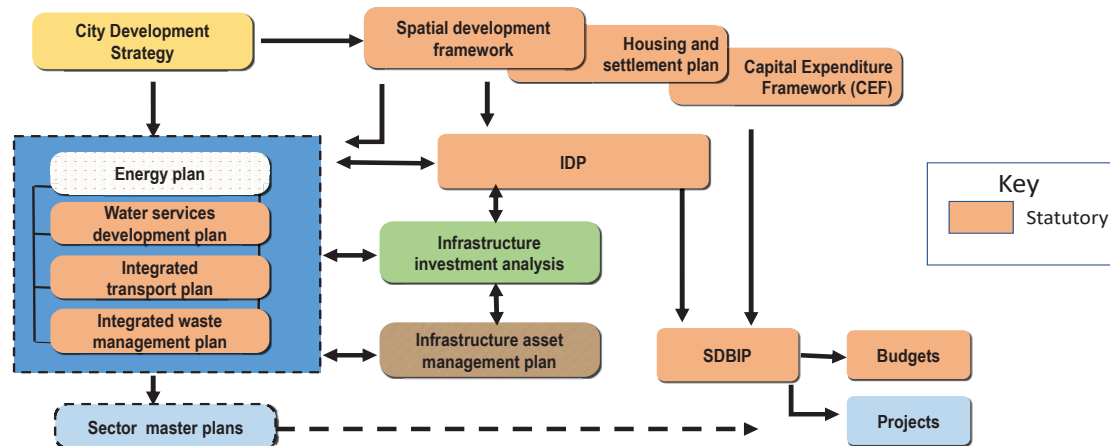 City Development
Strategy
Spatial development
framework
Housing and
settlement plan
Capital Expenditure
Framework (CEF)
Energy plan
IDP
Key
Statutory
Water services
development plan
Infrastructure
investment analysis
Integrated
transport plan
Integrated waste
management plan
Infrastructure asset
management plan
SDBIP
Budgets
Sector master plans
Projects